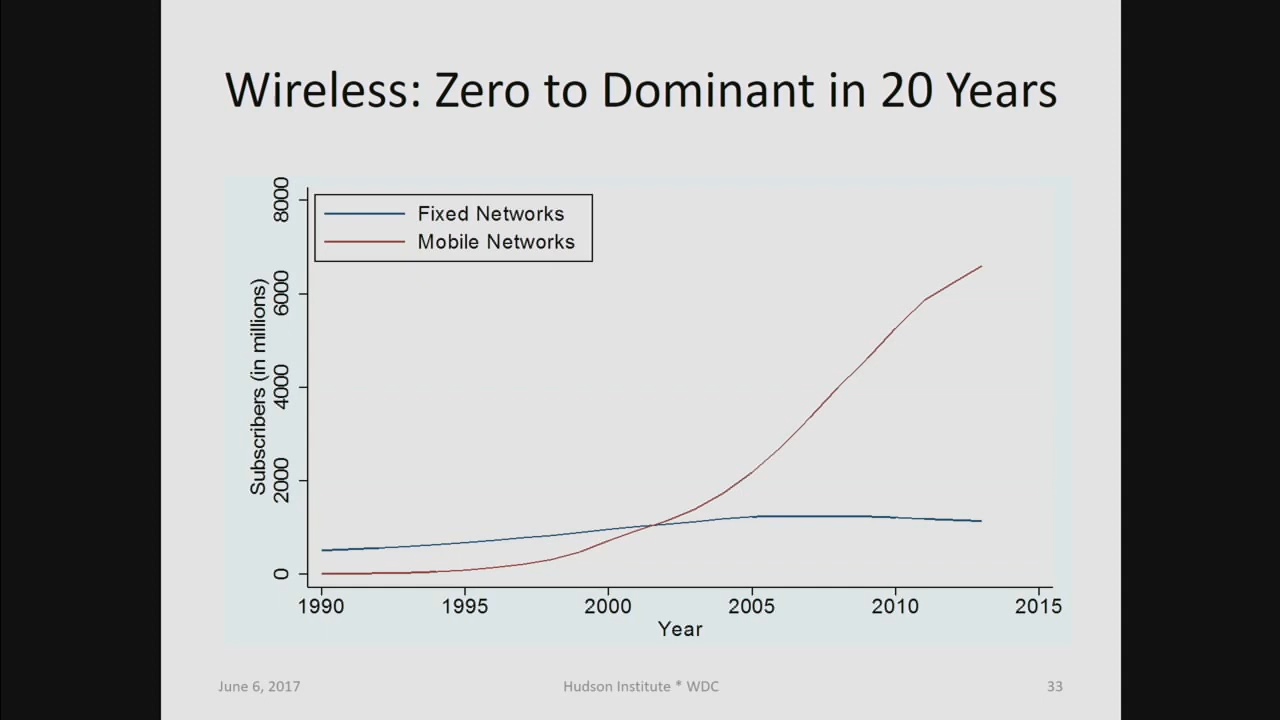 Wireless: Zero to Dominant in 20 Years
Fixed Networks
Mobile Networks
Subscribers (in millions)
8000
6000
4000
2000
0
1990 1995 2000 2005 2010 2015
Year
June 6, 2017 Hudson Institute * WDC 33